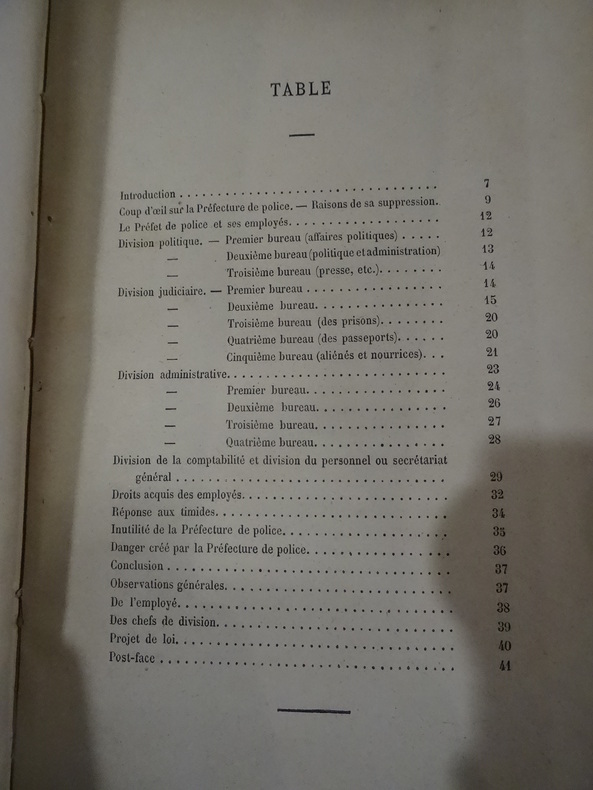 TABLE
Introduction . . . . . . . . . . . . . . . . . . . . . . . . . . . 7
Coup d'œil sur la Préfecture de police. — Raisons de sa suppression. 9
Le Préfet de police et ses employés. . . . . . . . . . . . . . . . 12
Division politique. — Premier bureau (affaires politiques) . . . . . 12
— Deuxième bureau (politique et administration) 13
— Troisième bureau (presse, etc.). . . . . . . . 14
Division judiciaire. — Premier bureau . . . . . . . . . . . . . . . 14
— Deuxième bureau. . . . . . . . . . . . . . 15
— Troisième bureau (des prisons). . . . . . . . 20
— Quatrième bureau (des passeports). . . . . . 20
— Cinquième bureau (aliénés et nourrices). . . 21
Division administrative. . . . . . . . . . . . . . . . . . . . . . . 23
— Premier bureau. . . . . . . . . . . . . . . 24
— Deuxième bureau. . . . . . . . . . . . . . 26
— Troisième bureau. . . . . . . . . . . . . . 27
— Quatrième bureau. . . . . . . . . . . . . . 28
Division de la comptabilité et division du personnel ou secrétariat
général . . . . . . . . . . . . . . . . . . . . . . . . . . . . 29
Droits acquis des employés. . . . . . . . . . . . . . . . . . . . . 32
Réponse aux timides. . . . . . . . . . . . . . . . . . . . . . . . 34
Inutilité de la Préfecture de police. . . . . . . . . . . . . . . . . 35
Danger créé par la Préfecture de police. . . . . . . . . . . . . . . 36
Conclusion . . . . . . . . . . . . . . . . . . . . . . . . . . . . 37
Observations générales. . . . . . . . . . . . . . . . . . . . . . . 37
De l'employé. . . . . . . . . . . . . . . . . . . . . . . . . . . . 38
Des chefs de division. . . . . . . . . . . . . . . . . . . . . . . . 39
Projet de loi. . . . . . . . . . . . . . . . . . . . . . . . . . . . 40
Post-face . . . . . . . . . . . . . . . . . . . . . . . . . . . . . 41